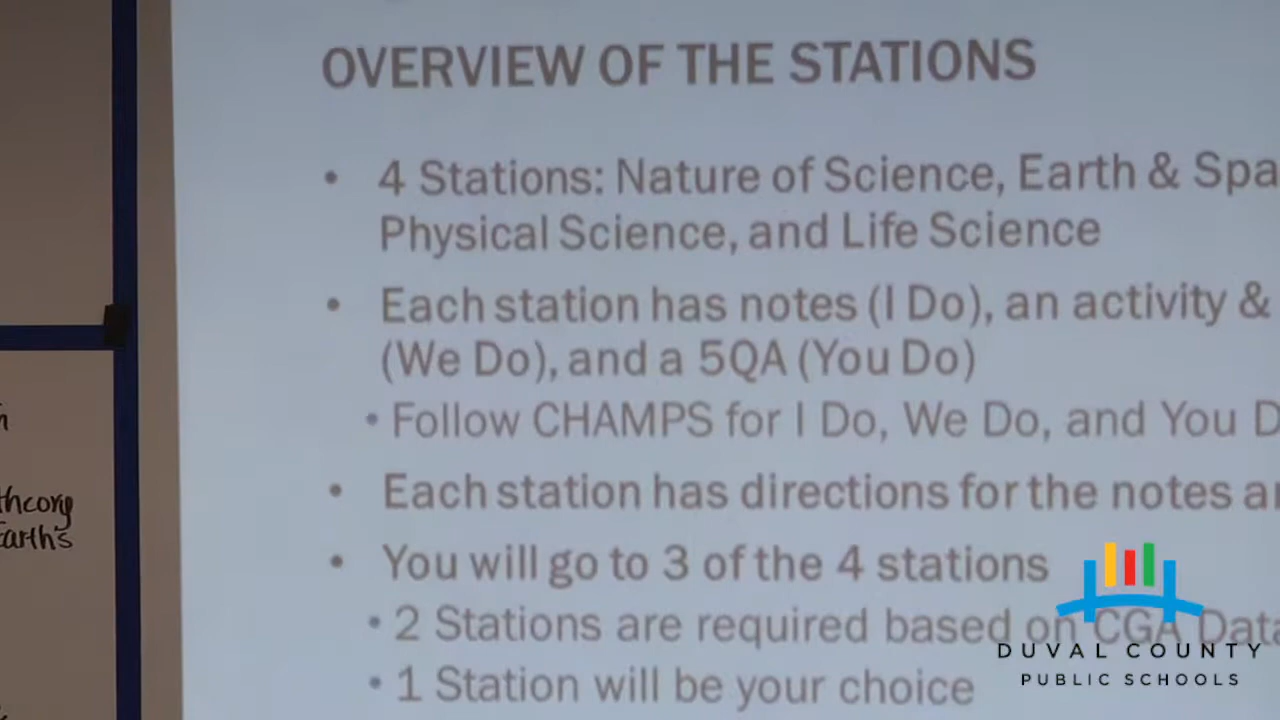 OVERVIEW OF THE STATIONS
• 4 Stations: Nature of Science, Earth & Spa
Physical Science, and Life Science
• Each station has notes (I Do), an activity &
(We Do), and a 5QA (You Do)
• Follow CHAMPS for I Do, We Do, and You D
• Each station has directions for the notes a
• You will go to 3 of the 4 stations
• 2 Stations are required based on CGA Data
• 1 Station will be your choice
theory
Earth's
DUVAL COUNTY
PUBLIC SCHOOLS